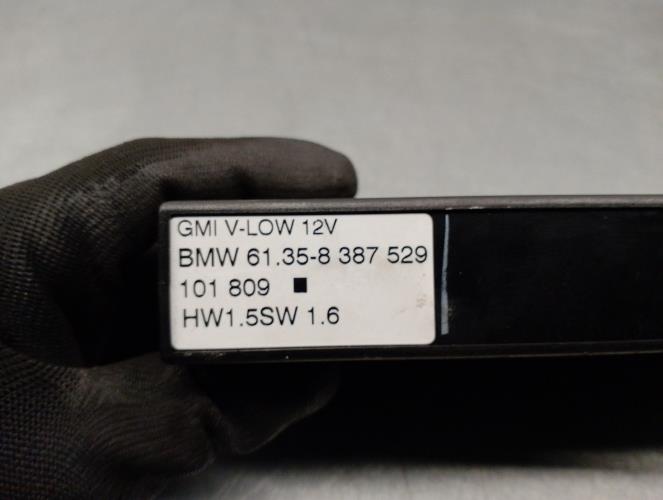 GMI V-LOW 12V
BMW 61.35-8 387 529
101 809 ■
HW1.5SW 1.6